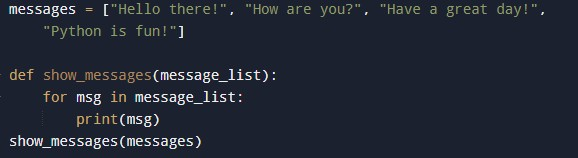 messages = ["Hello there!", "How are you?", "Have a great day!",
    "Python is fun!"]

def show_messages(message_list):
    for msg in message_list:
        print(msg)
show_messages(messages)